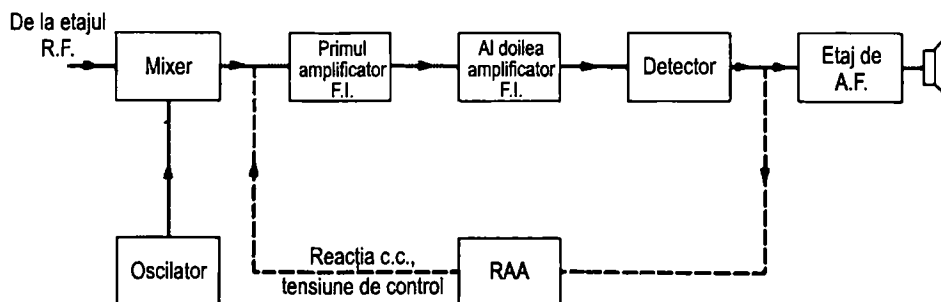 De la etajul
R.F.
Mixer
Primul
amplificator
F.I.
Al doilea
amplificator
F.I.
Detector
Etaj de
A.F.
Oscilator
Reacția c.c.,
tensiune de control
RAA